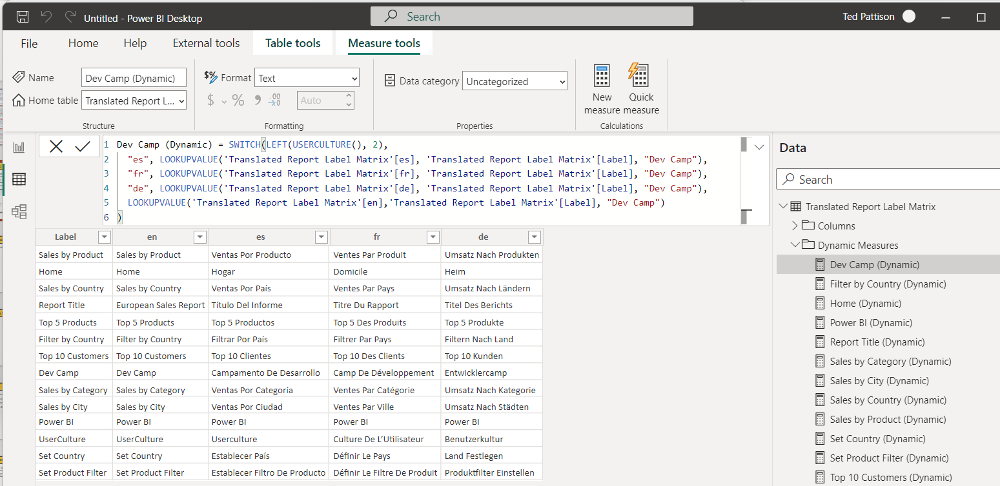 Untitled - Power BI Desktop
Search
Ted Pattison
File Home Help External tools Table tools Measure tools
Name Dev Camp (Dynamic)
Home table Translated Report L...
Structure
$% Format Text
$ % , .00 Auto
Formatting
Data category Uncategorized
Properties
New measure
Quick measure
Calculations
1 Dev Camp (Dynamic) = SWITCH(LEFT(USERCULTURE(), 2),
2 "es", LOOKUPVALUE('Translated Report Label Matrix'[es], 'Translated Report Label Matrix'[Label], "Dev Camp"),
3 "fr", LOOKUPVALUE('Translated Report Label Matrix'[fr], 'Translated Report Label Matrix'[Label], "Dev Camp"),
4 "de", LOOKUPVALUE('Translated Report Label Matrix'[de], 'Translated Report Label Matrix'[Label], "Dev Camp"),
5 LOOKUPVALUE('Translated Report Label Matrix'[en],'Translated Report Label Matrix'[Label], "Dev Camp")
6 )
Label en es fr de
Sales by Product Sales by Product Ventas Por Producto Ventes Par Produit Umsatz Nach Produkten
Home Home Hogar Domicile Heim
Sales by Country Sales by Country Ventas Por País Ventes Par Pays Umsatz Nach Ländern
Report Title European Sales Report Título Del Informe Titre Du Rapport Titel Des Berichts
Top 5 Products Top 5 Products Top 5 Productos Top 5 Des Produits Top 5 Produkte
Filter by Country Filter by Country Filtrar Por País Filtrer Par Pays Filtern Nach Land
Top 10 Customers Top 10 Customers Top 10 Clientes Top 10 Des Clients Top 10 Kunden
Dev Camp Dev Camp Campamento De Desarrollo Camp De Développement Entwicklercamp
Sales by Category Sales by Category Ventas Por Categoría Ventes Par Catégorie Umsatz Nach Kategorie
Sales by City Sales by City Ventas Por Ciudad Ventes Par Ville Umsatz Nach Städten
Power BI Power BI Power BI Power BI Power BI
UserCulture UserCulture Userculture Culture De L’Utilisateur Benutzerkultur
Set Country Set Country Establecer País Définir Le Pays Land Festlegen
Set Product Filter Set Product Filter Establecer Filtro De Producto Définir Le Filtre De Produit Produktfilter Einstellen
Data
Search
Translated Report Label Matrix
Columns
Dynamic Measures
Dev Camp (Dynamic)
Filter by Country (Dynamic)
Home (Dynamic)
Power BI (Dynamic)
Report Title (Dynamic)
Sales by Category (Dynamic)
Sales by City (Dynamic)
Sales by Country (Dynamic)
Sales by Product (Dynamic)
Set Country (Dynamic)
Set Product Filter (Dynamic)
Top 10 Customers (Dynamic)